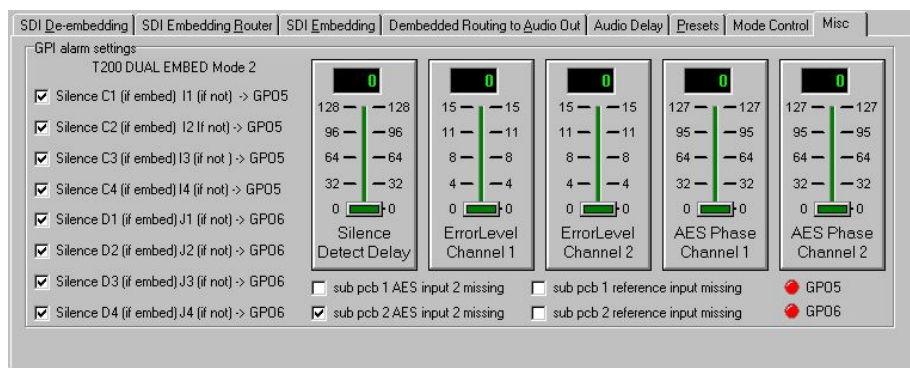 SDI De-embedding SDI Embedding Router SDI Embedding Dembedded Routing to Audio Out Audio Delay Presets Mode Control Misc
GPI alarm settings
T200 DUAL EMBED Mode 2
Silence C1 (if embed) I1 (if not) -> GPO5
Silence C2 (if embed) I2 If not) -> GPO5
Silence C3 (if embed) I3 (if not ) -> GPO5
Silence C4 (if embed) I4 (if not) -> GPO5
Silence D1 (if embed) J1 (if not) -> GPO6
Silence D2 (if embed) J2 (if not) -> GPO6
Silence D3 (if embed) J3 (if not) -> GPO6
Silence D4 (if embed) J4 (if not) -> GPO6
0
128 128
96 96
64 64
32 32
0 0
Silence
Detect Delay
0
15 15
11 11
8 8
4 4
0 0
ErrorLevel
Channel 1
0
15 15
11 11
8 8
4 4
0 0
ErrorLevel
Channel 2
0
127 127
95 95
64 64
32 32
0 0
AES Phase
Channel 1
0
127 127
95 95
64 64
32 32
0 0
AES Phase
Channel 2
sub pcb 1 AES input 2 missing sub pcb 1 reference input missing GPO5
sub pcb 2 AES input 2 missing sub pcb 2 reference input missing GPO6